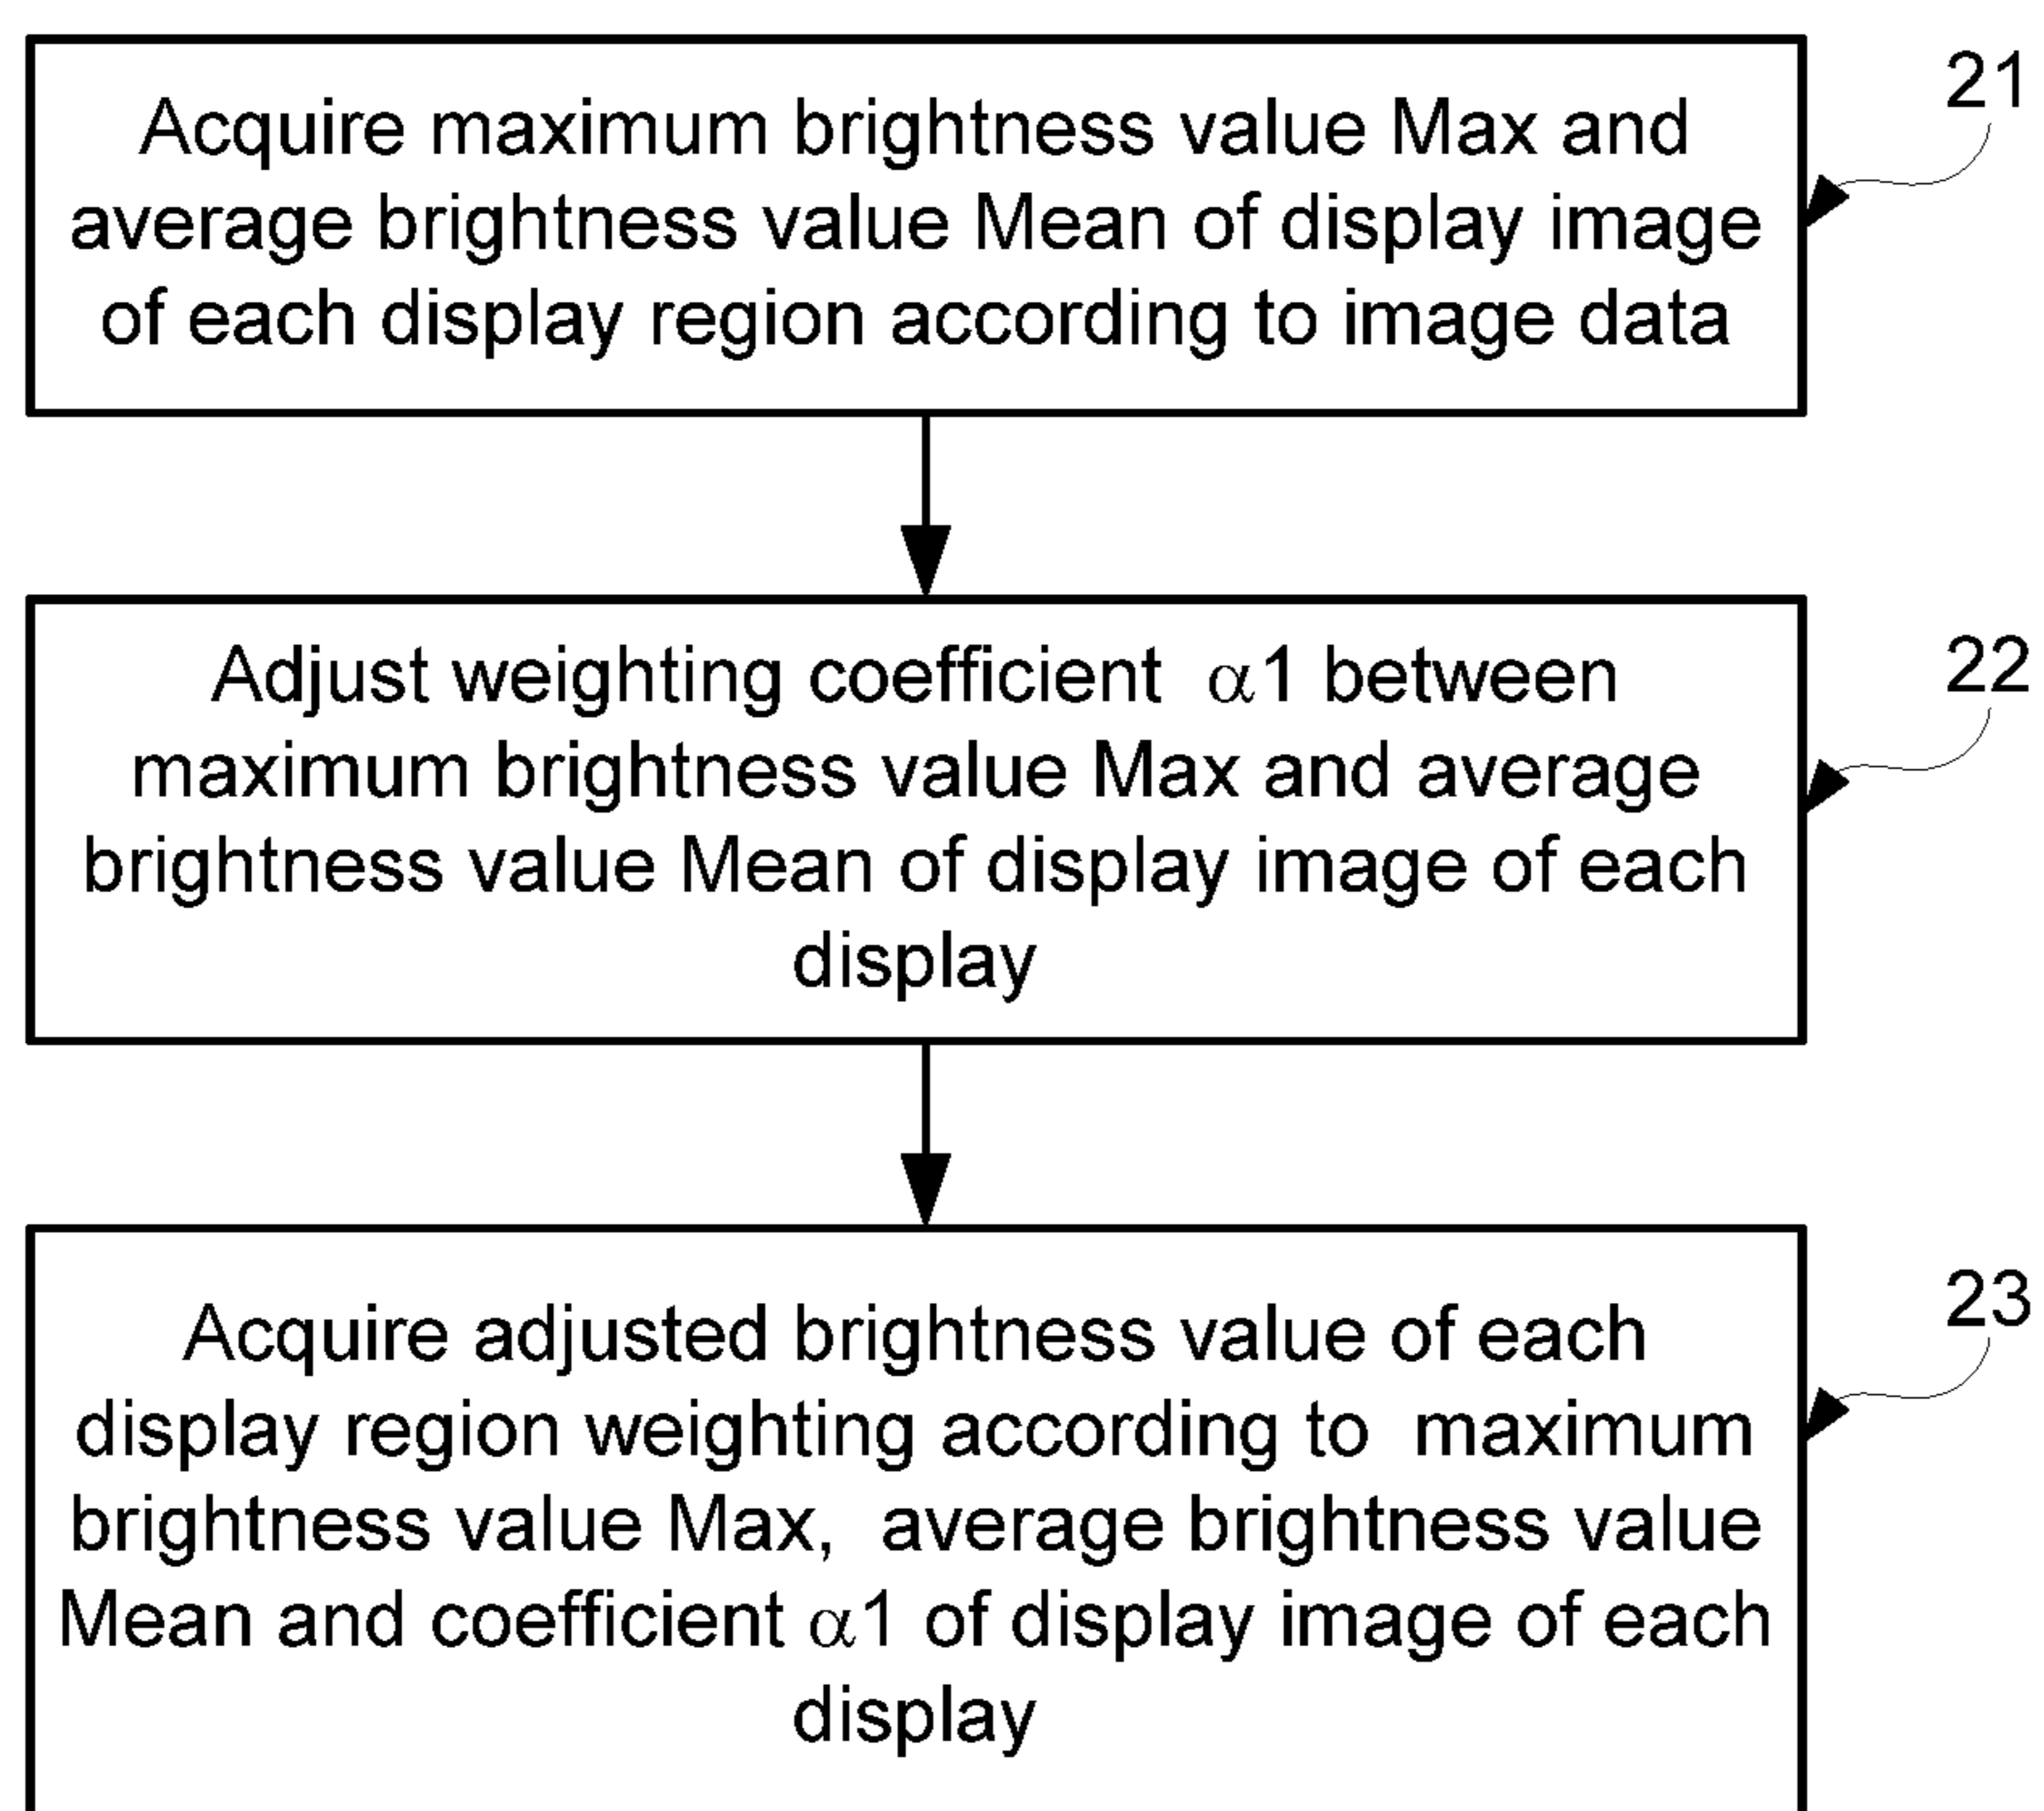 Acquire maximum brightness value Max and
average brightness value Mean of display image
of each display region according to image data
21
Adjust weighting coefficient α1 between
maximum brightness value Max and average
brightness value Mean of display image of each
display
22
Acquire adjusted brightness value of each
display region weighting according to maximum
brightness value Max, average brightness value
Mean and coefficient α1 of display image of each
display
23